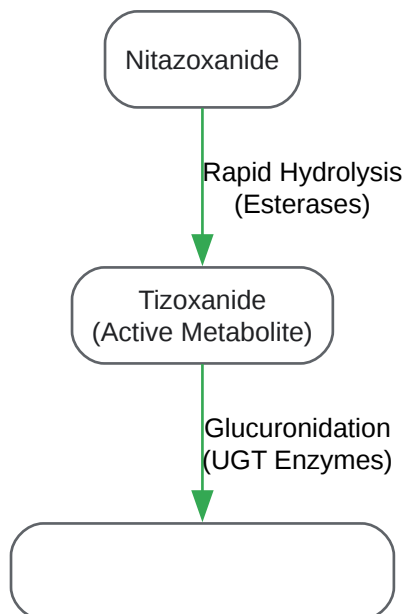 Nitazoxanide
Rapid Hydrolysis
(Esterases)
Tizoxanide
(Active Metabolite)
Glucuronidation
(UGT Enzymes)